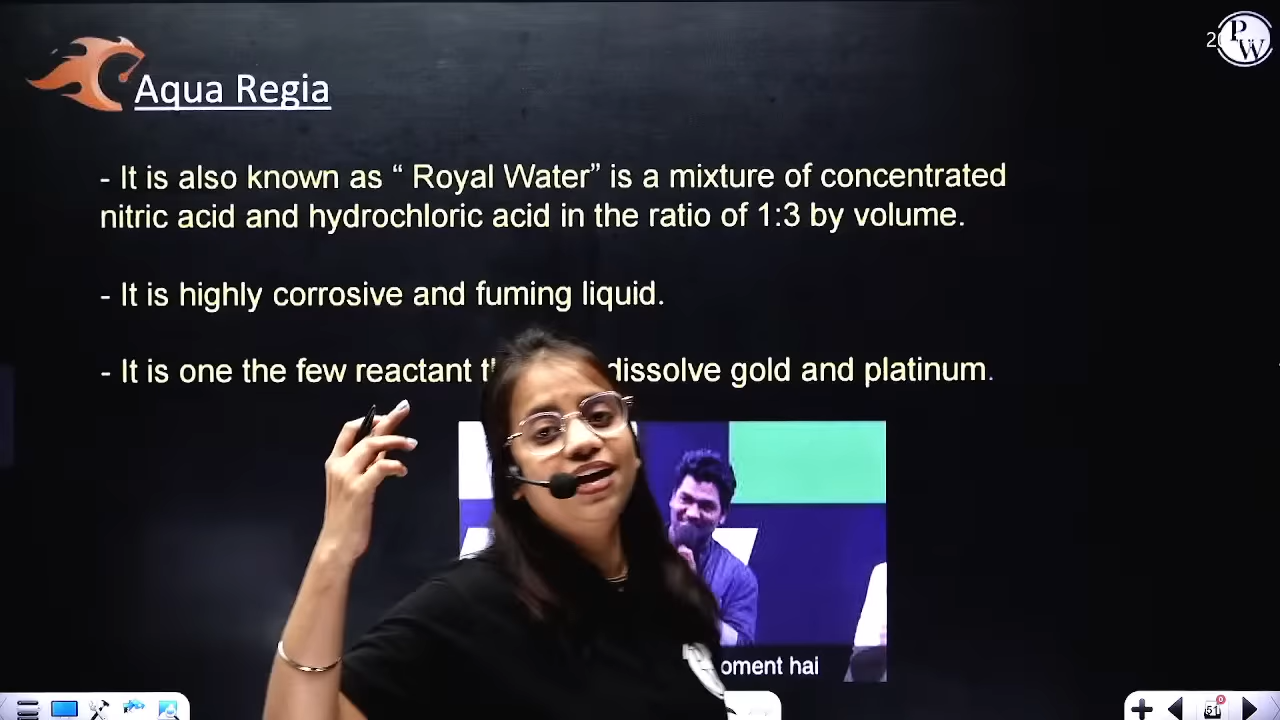 Aqua Regia
PW
- It is also known as “ Royal Water” is a mixture of concentrated
nitric acid and hydrochloric acid in the ratio of 1:3 by volume.
- It is highly corrosive and fuming liquid.
- It is one the few reactant dissolve gold and platinum.
hai
51